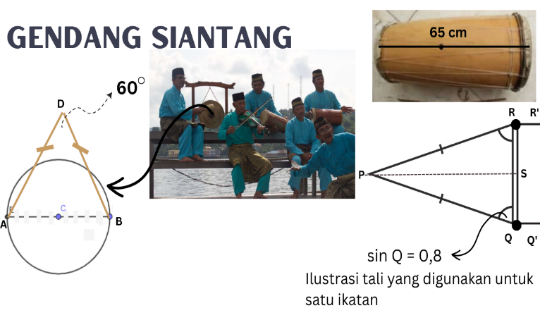 GENDANG SIANTANG
65 cm
60°
D
R R'
P
S
A E C B
Q Q'
sin Q = 0,8
Ilustrasi tali yang digunakan untuk
satu ikatan